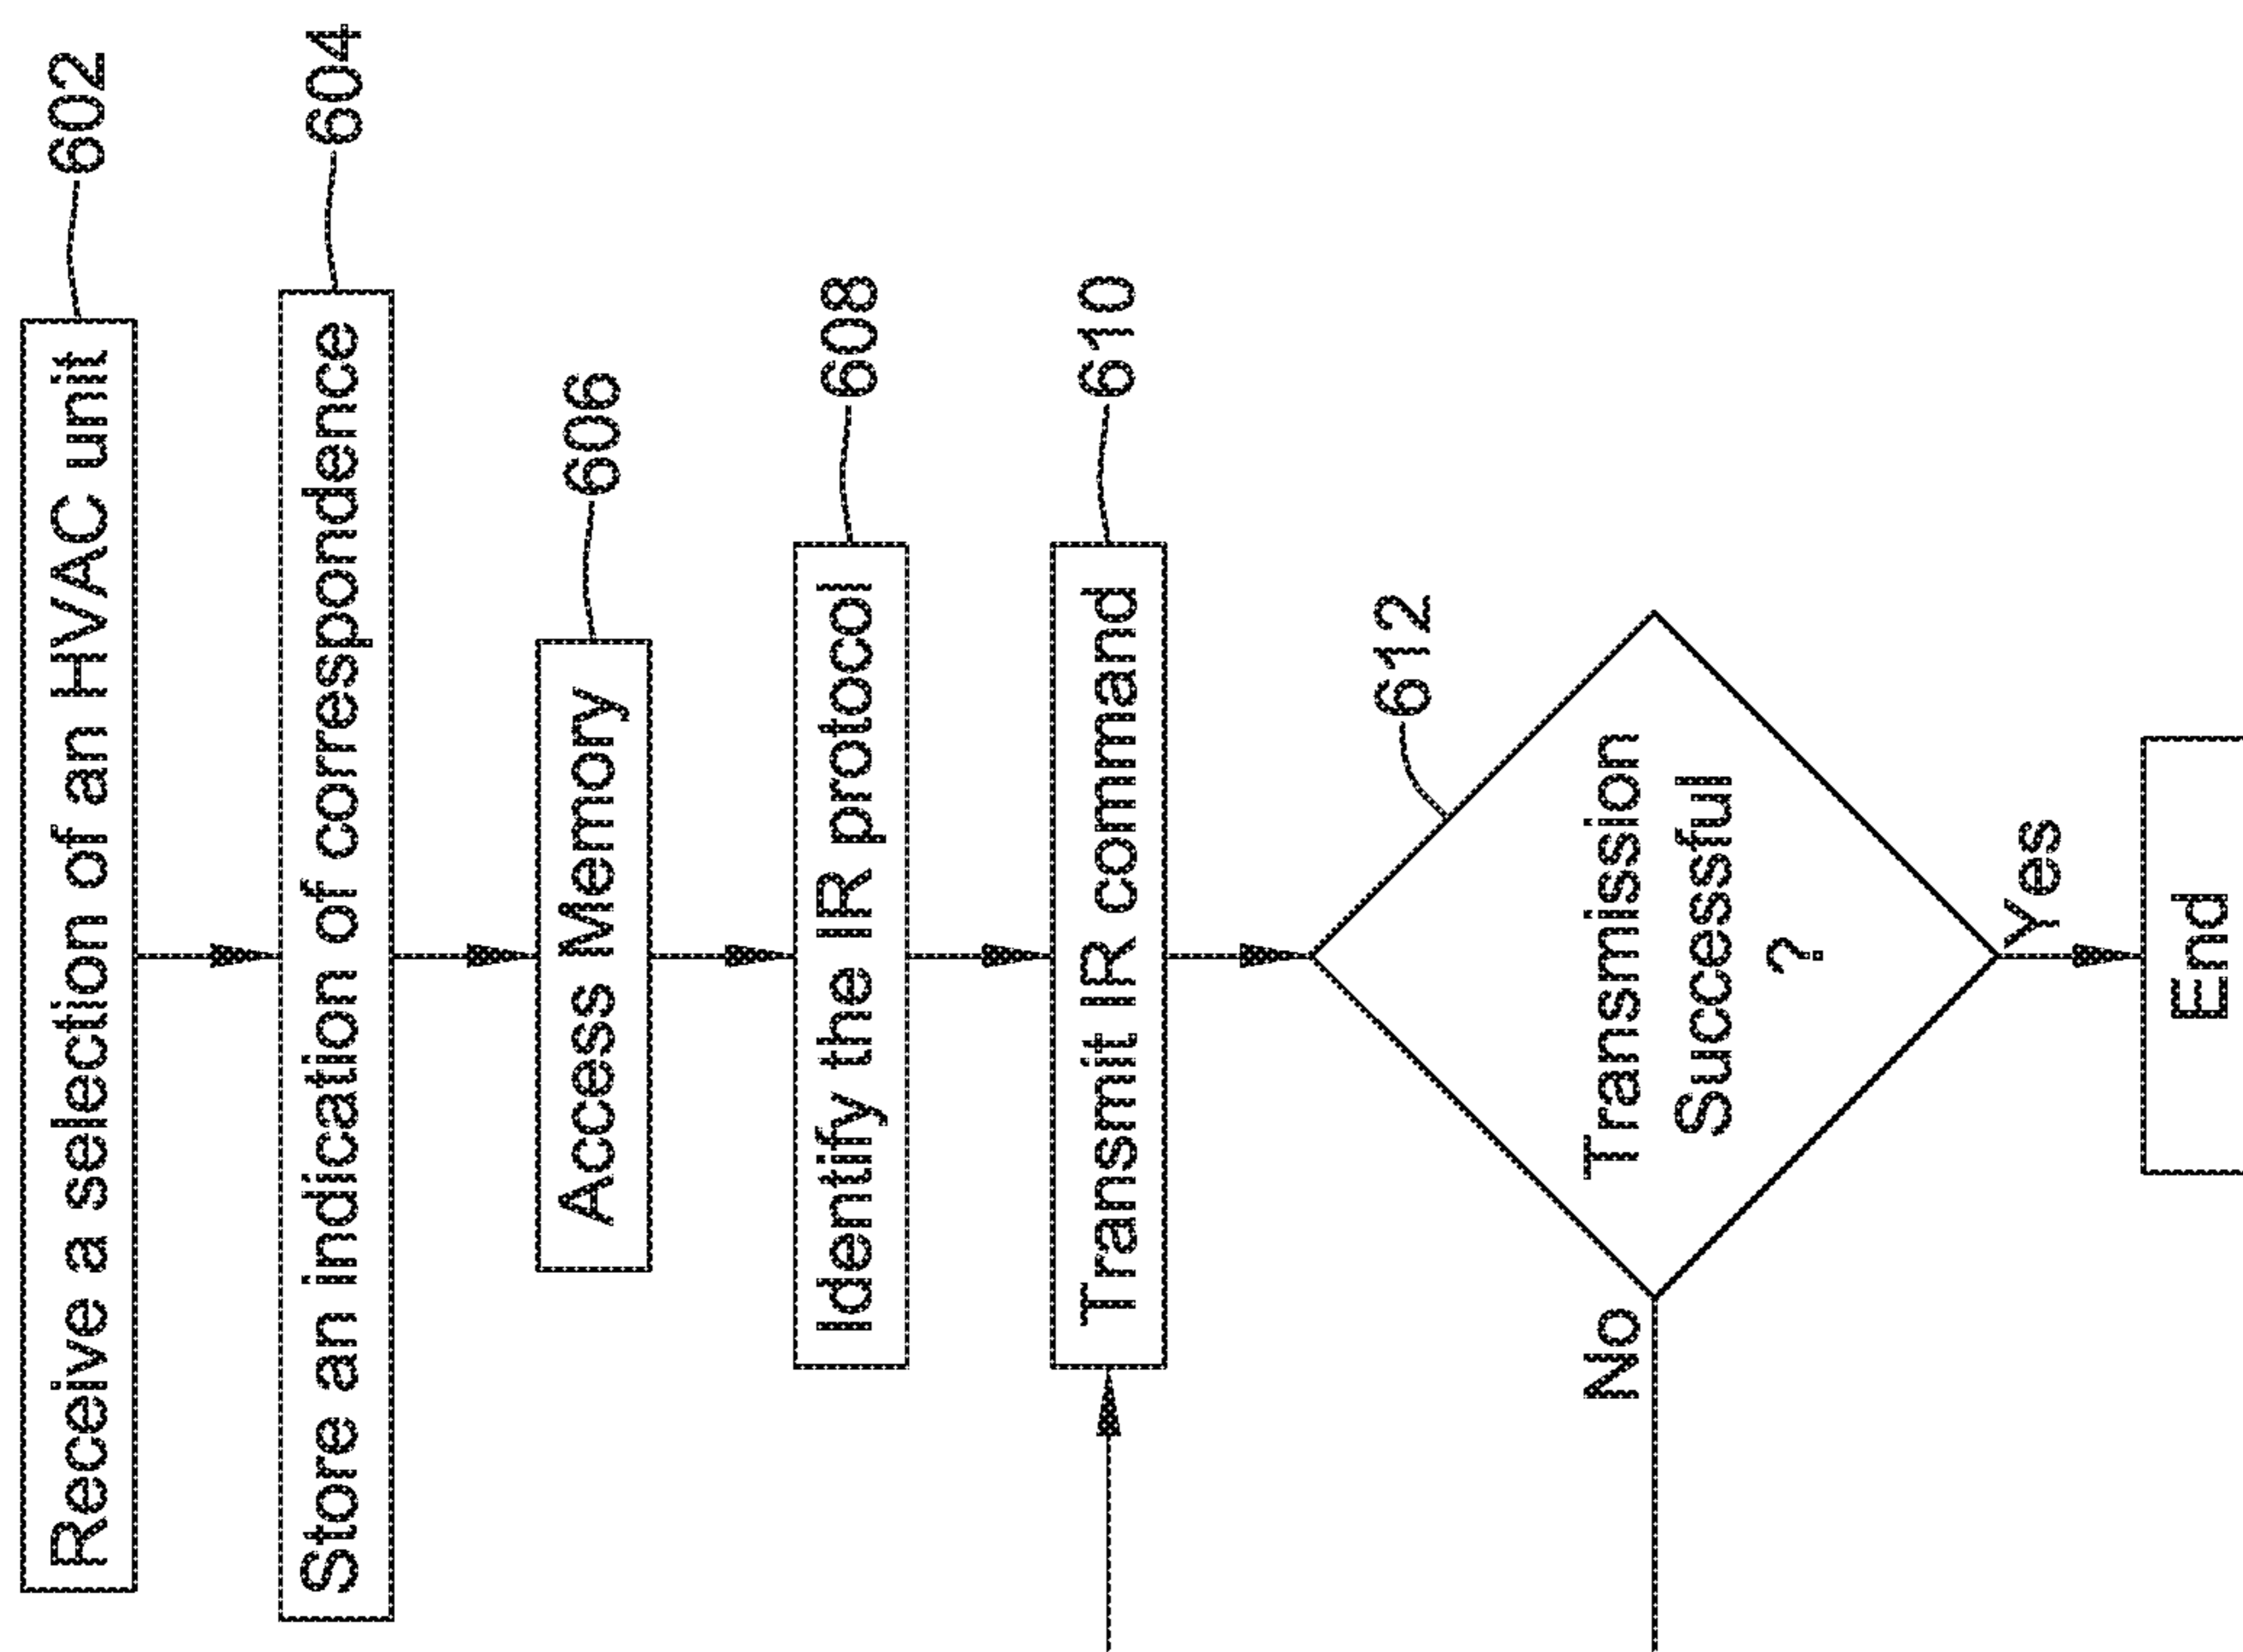 Receive a selection of an HVAC unit
602
Store an indication of correspondence
604
Access Memory
606
Identify the IR protocol
608
Transmit IR command
610
612
Transmission
Successful
?
No
Yes
End